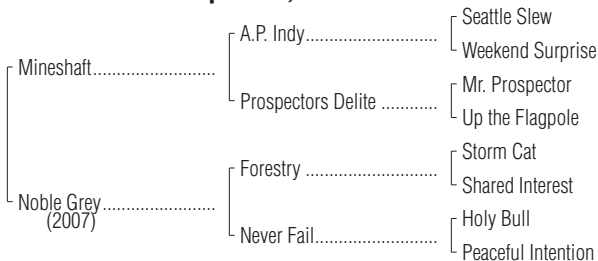 Seattle Slew
A.P. Indy
Weekend Surprise
Mineshaft
Mr. Prospector
Prospectors Delite
Up the Flagpole
Storm Cat
Forestry
Shared Interest
Noble Grey
(2007)
Holy Bull
Never Fail
Peaceful Intention